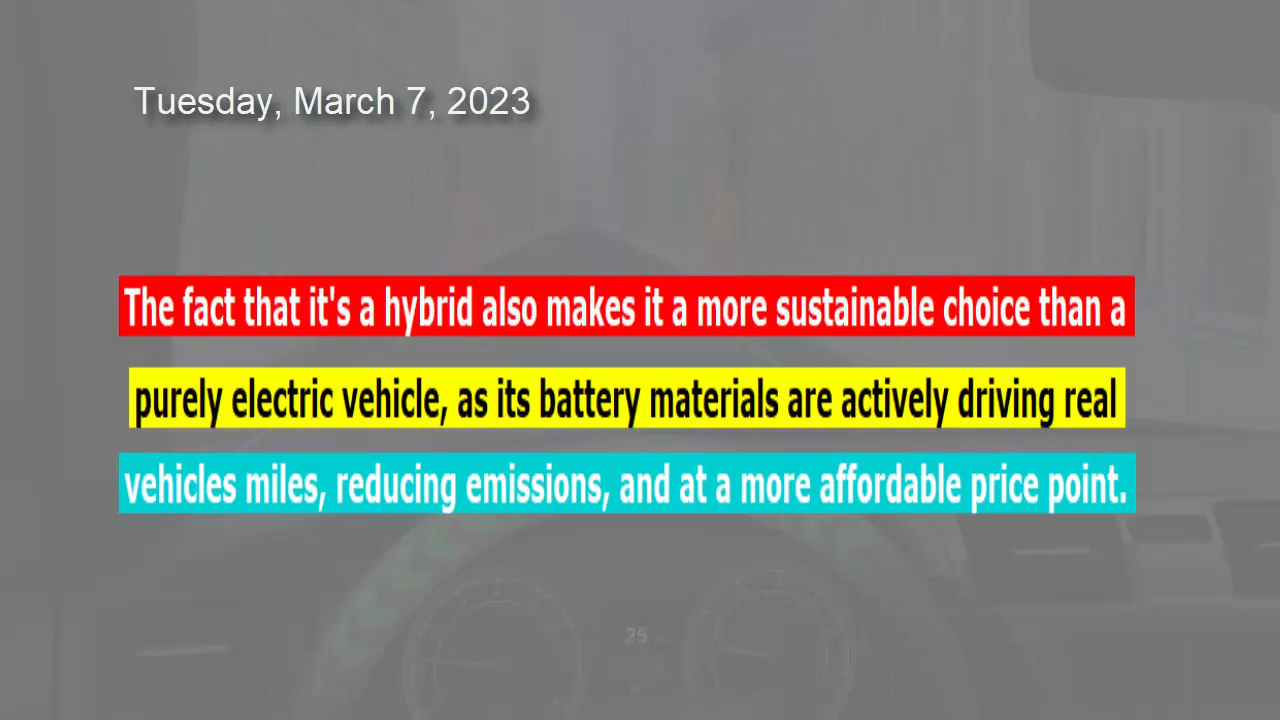 Tuesday, March 7, 2023
The fact that it's a hybrid also makes it a more sustainable choice than a
purely electric vehicle, as its battery materials are actively driving real
vehicles miles, reducing emissions, and at a more affordable price point.
25